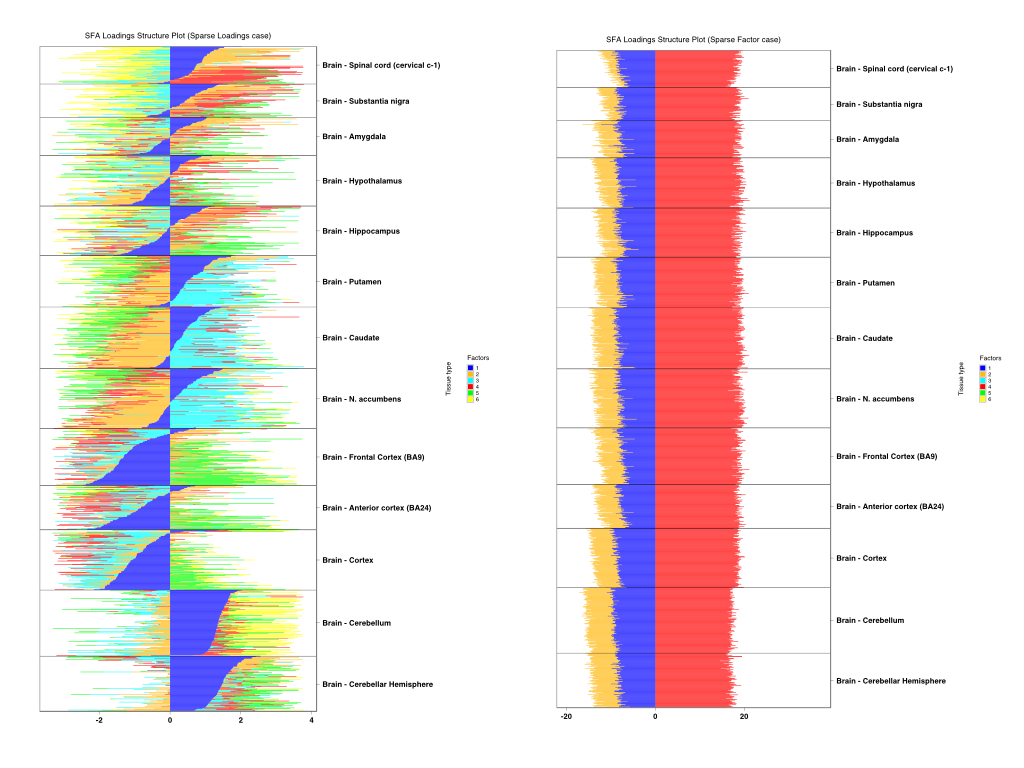 SFA Loadings Structure Plot (Sparse Loadings case)
Brain - Spinal cord (cervical c-1)
Brain - Substantia nigra
Brain - Amygdala
Brain - Hypothalamus
Brain - Hippocampus
Brain - Putamen
Brain - Caudate
Brain - N. accumbens
Brain - Frontal Cortex (BA9)
Brain - Anterior cortex (BA24)
Brain - Cortex
Brain - Cerebellum
Brain - Cerebellar Hemisphere
-2 0 2 4
Tissue type
Factors
1
2
3
4
5
6
SFA Loadings Structure Plot (Sparse Factor case)
Brain - Spinal cord (cervical c-1)
Brain - Substantia nigra
Brain - Amygdala
Brain - Hypothalamus
Brain - Hippocampus
Brain - Putamen
Brain - Caudate
Brain - N. accumbens
Brain - Frontal Cortex (BA9)
Brain - Anterior cortex (BA24)
Brain - Cortex
Brain - Cerebellum
Brain - Cerebellar Hemisphere
-20 0 20
Tissue type
Factors
1
2
3
4
5
6